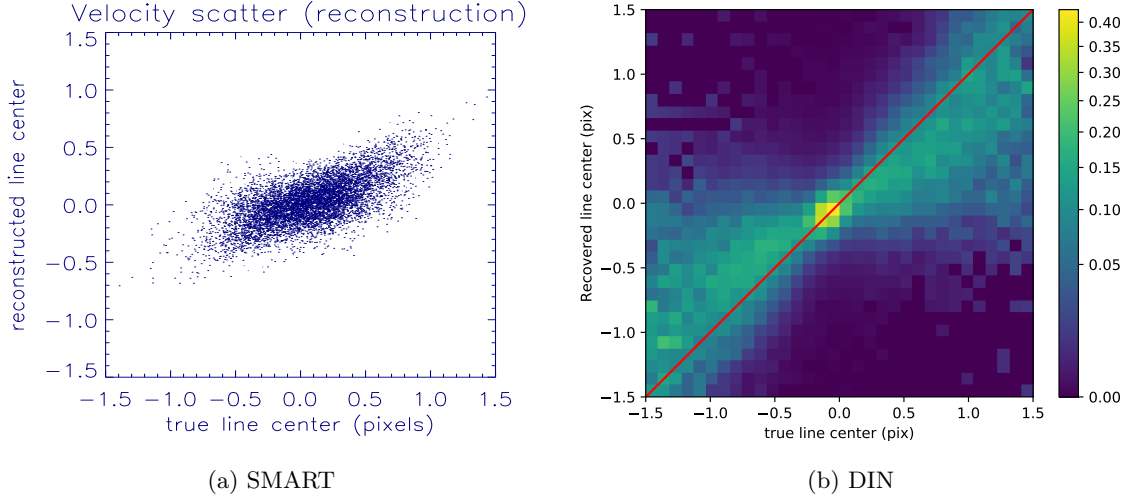 Velocity scatter (reconstruction)
1.5
1.0
0.5
0.0
−0.5
−1.0
−1.5
reconstructed line center
−1.5 −1.0 −0.5 0.0 0.5 1.0 1.5
true line center (pixels)
(a) SMART
1.5
1.0
0.5
0.0
−0.5
−1.0
−1.5
Recovered line center (pix)
−1.5 −1.0 −0.5 0.0 0.5 1.0 1.5
true line center (pix)
0.40
0.35
0.30
0.25
0.20
0.15
0.10
0.05
0.00
(b) DIN